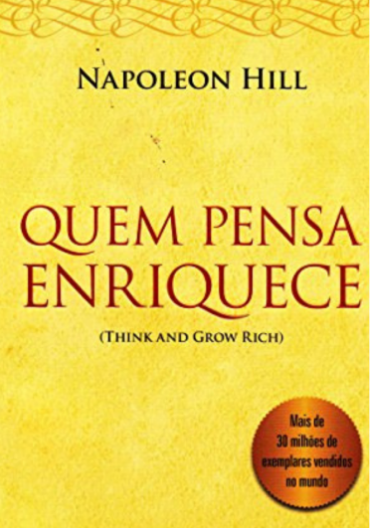 NAPOLEON HILL
QUEM PENSA
ENRIQUECE
(THINK AND GROW RICH)
Mais de
30 milhões de
exemplares vendidos
no mundo